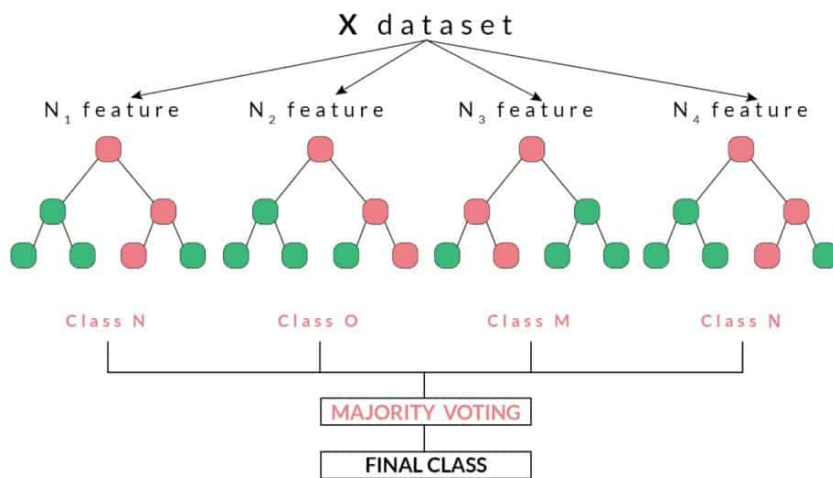 X dataset
N₁ feature N₂ feature N₃ feature N₄ feature
Class N Class O Class M Class N
MAJORITY VOTING
FINAL CLASS